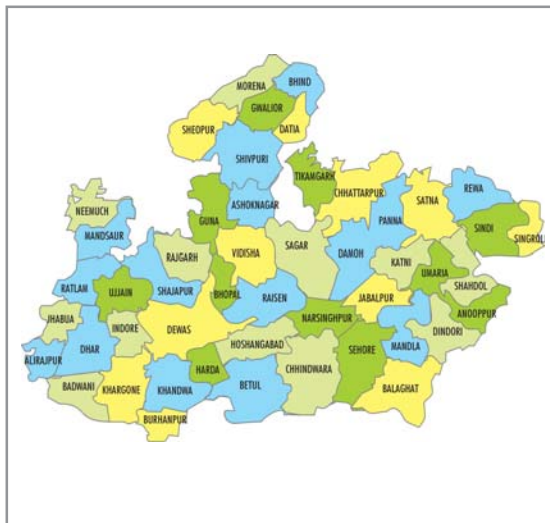 MORENA
BHIND
GWALIOR
SHEOPUR
DATIA
SHIVPURI
TIKAMGARH
CHHATTARPUR
REWA
SATNA
NEEMUCH
GUNA
ASHOKNAGAR
PANNA
SINDI
MANDSAUR
SINGROLI
RAJGARH
VIDISHA
SAGAR
DAMOH
KATNI
UMARIA
RATLAM
UJJAIN
SHAJAPUR
BHOPAL
RAISEN
JABALPUR
SHAHDOL
JHABUA
INDORE
DEWAS
NARSINGHPUR
ANOOPPUR
DINDORI
ALIRAJPUR
DHAR
HOSHANGABAD
SEHORE
MANDLA
BADWANI
KHARGONE
KHANDWA
HARDA
BETUL
CHHINDWARA
BALAGHAT
BURHANPUR